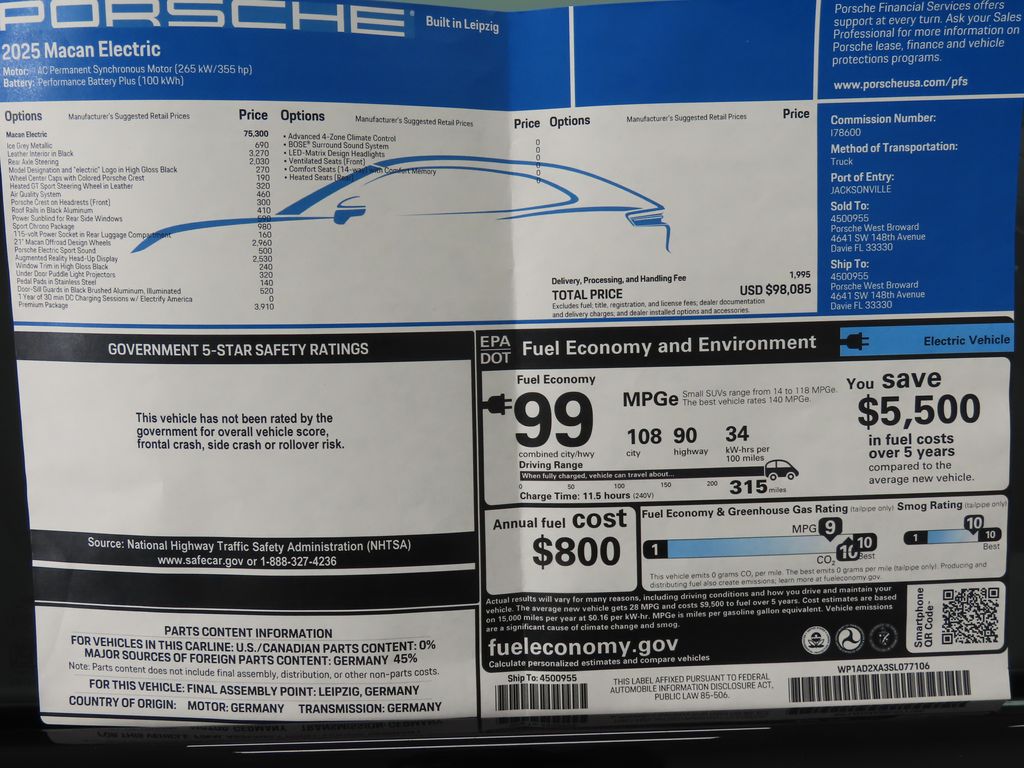 PORSCHE Built in Leipzig
2025 Macan Electric
Motor: AC Permanent Synchronous Motor (265 kW/355 hp)
Battery: Performance Battery Plus (100 kWh)
Porsche Financial Services offers
support at every turn. Ask your Sales
Professional for more information on
Porsche lease, finance and vehicle
protections programs.
www.porscheusa.com/pfs
Options Manufacturer's Suggested Retail Prices Price
Macan Electric 75,300
Ice Grey Metallic 690
Leather Interior in Black 3,270
Rear Axle Steering 2,030
Model Designation and "electric" Logo in High Gloss Black 270
Wheel Center Caps with Colored Porsche Crest 190
Heated GT Sport Steering Wheel in Leather 320
Air Quality System 460
Porsche Crest on Headrests (Front) 300
Roof Rails in Black Aluminum 410
Power Sunblind for Rear Side Windows 590
Sport Chrono Package 980
115-volt Power Socket in Rear Luggage Compartment 160
21" Macan Offroad Design Wheels 2,960
Porsche Electric Sport Sound 500
Augmented Reality Head-Up Display 2,530
Window Trim in High Gloss Black 240
Under Door Puddle Light Projectors 320
Pedal Pads in Stainless Steel 140
Door-Sill Guards in Black Brushed Aluminum, Illuminated 520
1 Year of 30 min DC Charging Sessions w/ Electrify America 0
Premium Package 3,910
Options Manufacturer's Suggested Retail Prices Price
• Advanced 4-Zone Climate Control 0
• BOSE® Surround Sound System 0
• LED-Matrix Design Headlights 0
• Ventilated Seats (Front) 0
• Comfort Seats (14-way) with Comfort Memory 0
• Heated Seats (Rear) 0
Options Manufacturer's Suggested Retail Prices Price
Delivery, Processing, and Handling Fee 1,995
TOTAL PRICE USD $98,085
Excludes fuel; title, registration, and license fees; dealer documentation
and delivery charges; and dealer installed options and accessories.
Commission Number:
I78600
Method of Transportation:
Truck
Port of Entry:
JACKSONVILLE
Sold To:
4500955
Porsche West Broward
4641 SW 148th Avenue
Davie FL 33330
Ship To:
4500955
Porsche West Broward
4641 SW 148th Avenue
Davie FL 33330
GOVERNMENT 5-STAR SAFETY RATINGS
This vehicle has not been rated by the
government for overall vehicle score,
frontal crash, side crash or rollover risk.
Source: National Highway Traffic Safety Administration (NHTSA)
www.safecar.gov or 1-888-327-4236
PARTS CONTENT INFORMATION
FOR VEHICLES IN THIS CARLINE: U.S./CANADIAN PARTS CONTENT: 0%
MAJOR SOURCES OF FOREIGN PARTS CONTENT: GERMANY 45%
Note: Parts content does not include final assembly, distribution, or other non-parts costs.
FOR THIS VEHICLE: FINAL ASSEMBLY POINT: LEIPZIG, GERMANY
COUNTRY OF ORIGIN: MOTOR: GERMANY TRANSMISSION: GERMANY
EPA
DOT
Fuel Economy and Environment
Electric Vehicle
Fuel Economy
99
MPGe
Small SUVs range from 14 to 118 MPGe.
The best vehicle rates 140 MPGe.
108 90 34
combined city/hwy city highway kW-hrs per
100 miles
Driving Range
When fully charged, vehicle can travel about...
0 50 100 150 200 315 miles
Charge Time: 11.5 hours (240V)
You save
$5,500
in fuel costs
over 5 years
compared to the
average new vehicle.
Annual fuel cost
$800
Fuel Economy & Greenhouse Gas Rating (tailpipe only)
MPG 9
1 10
Best
CO2 10
Smog Rating (tailpipe only)
10
1 10
Best
This vehicle emits 0 grams CO2 per mile. The best emits 0 grams per mile (tailpipe only). Producing and
distributing fuel also create emissions; learn more at fueleconomy.gov.
Actual results will vary for many reasons, including driving conditions and how you drive and maintain your
vehicle. The average new vehicle gets 28 MPG and costs $9,500 to fuel over 5 years. Cost estimates are based
on 15,000 miles per year at $0.16 per kW-hr. MPGe is miles per gasoline gallon equivalent. Vehicle emissions
are a significant cause of climate change and smog.
fueleconomy.gov
Calculate personalized estimates and compare vehicles
Smartphone
QR Code™
Ship To: 4500955
THIS LABEL AFFIXED PURSUANT TO FEDERAL
AUTOMOBILE INFORMATION DISCLOSURE ACT,
PUBLIC LAW 85-506.
WP1AD2XA3SL077106